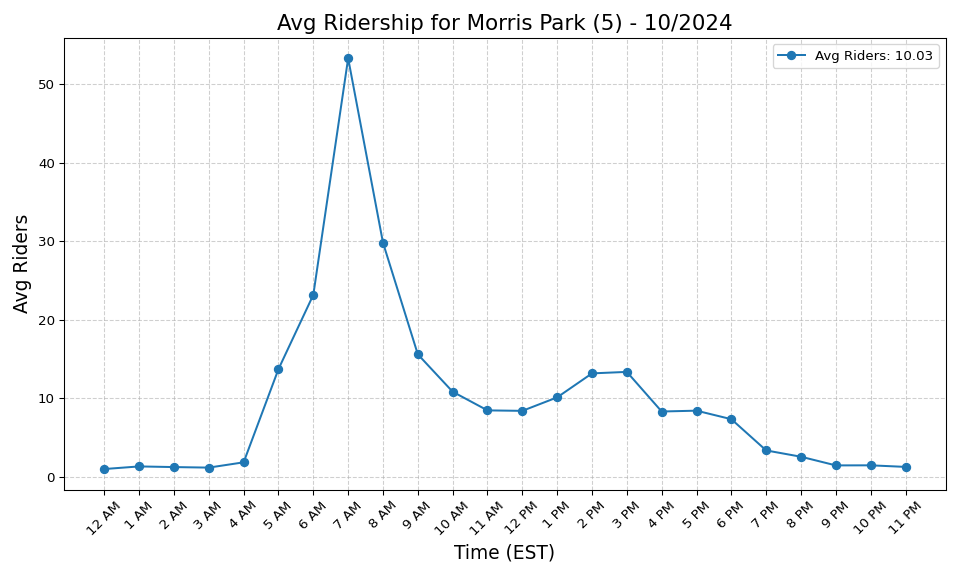 Avg Ridership for Morris Park (5) - 10/2024
Avg Riders: 10.03
Avg Riders
50
40
30
20
10
0
12 AM
1 AM
2 AM
3 AM
4 AM
5 AM
6 AM
7 AM
8 AM
9 AM
10 AM
11 AM
12 PM
1 PM
2 PM
3 PM
4 PM
5 PM
6 PM
7 PM
8 PM
9 PM
10 PM
11 PM
Time (EST)